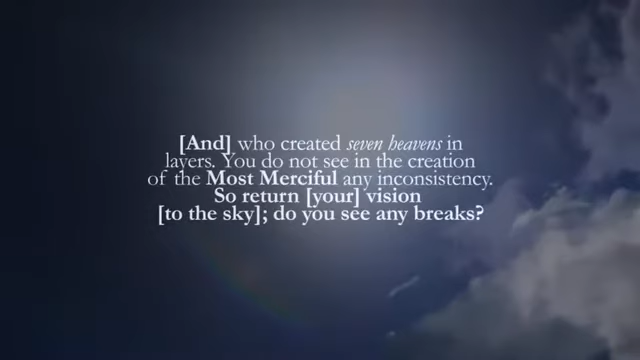 [And] who created seven heavens in
layers. You do not see in the creation
of the Most Merciful any inconsistency.
So return [your] vision
[to the sky]; do you see any breaks?